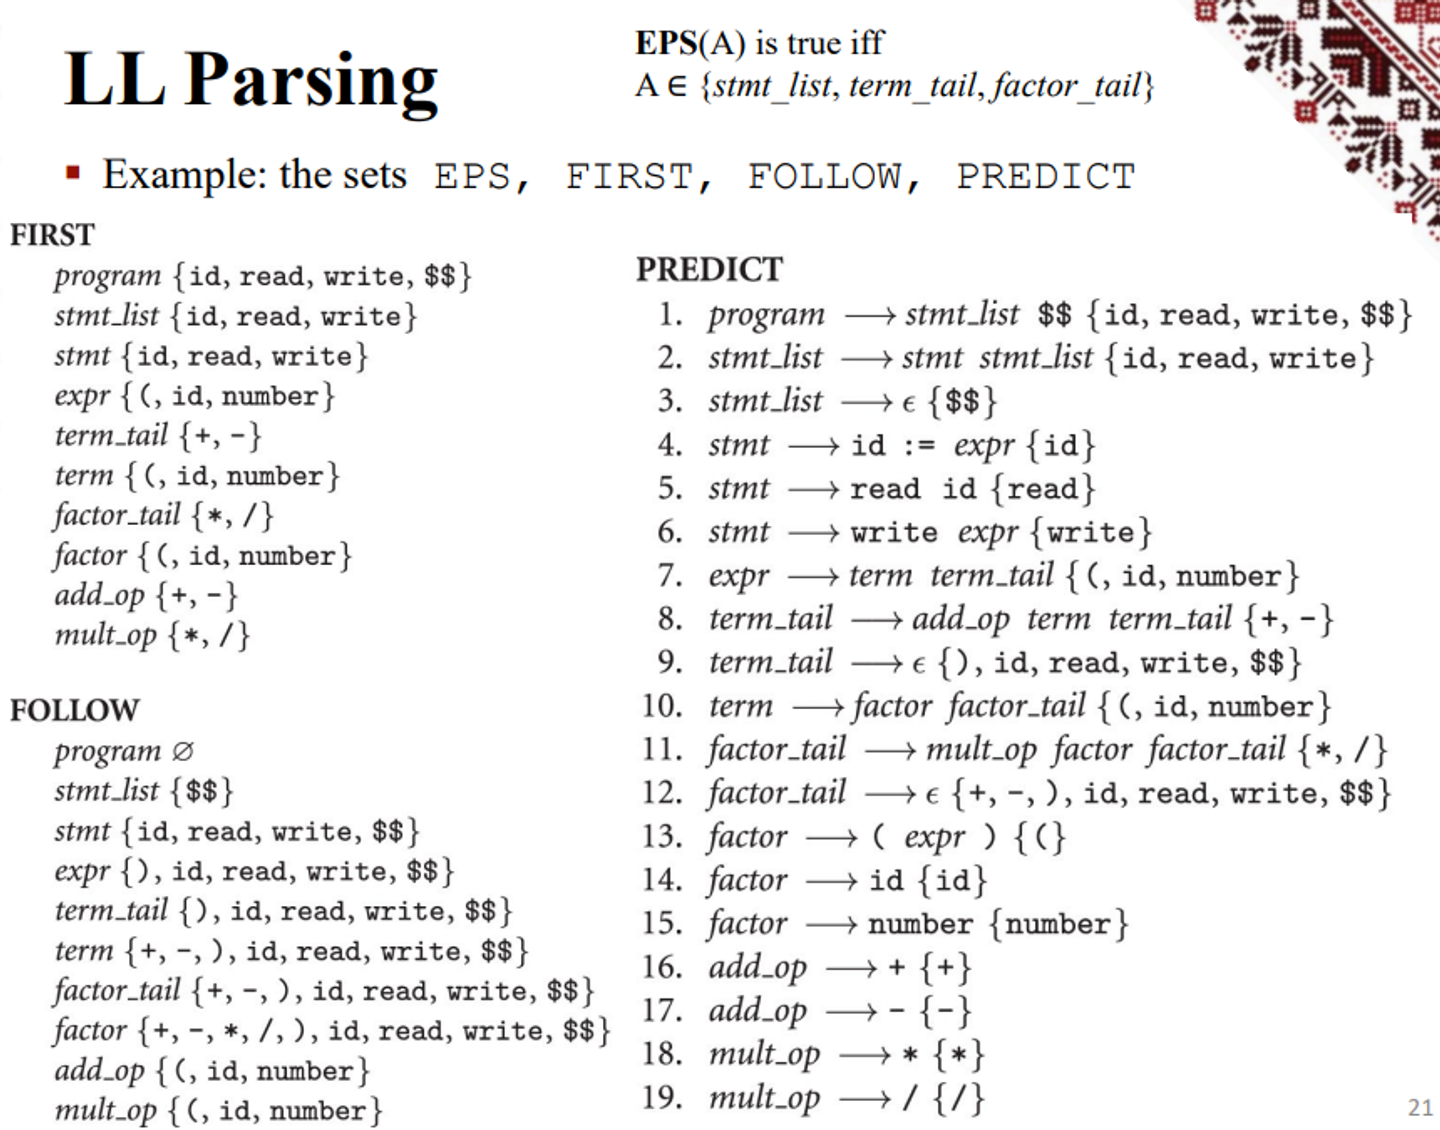 LL Parsing
EPS(A) is true iff
A ∈ {stmt_list, term_tail, factor_tail}
▪ Example: the sets EPS, FIRST, FOLLOW, PREDICT
FIRST
program {id, read, write, $$}
stmt_list {id, read, write}
stmt {id, read, write}
expr {(, id, number}
term_tail {+, -}
term {(, id, number}
factor_tail {*, /}
factor {(, id, number}
add_op {+, -}
mult_op {*, /}
FOLLOW
program ∅
stmt_list {$$}
stmt {id, read, write, $$}
expr {), id, read, write, $$}
term_tail {), id, read, write, $$}
term {+, -, ), id, read, write, $$}
factor_tail {+, -, ), id, read, write, $$}
factor {+, -, *, /, ), id, read, write, $$}
add_op {(, id, number}
mult_op {(, id, number}
PREDICT
1. program ⟶ stmt_list $$ {id, read, write, $$}
2. stmt_list ⟶ stmt stmt_list {id, read, write}
3. stmt_list ⟶ ϵ {$$}
4. stmt ⟶ id := expr {id}
5. stmt ⟶ read id {read}
6. stmt ⟶ write expr {write}
7. expr ⟶ term term_tail {(, id, number}
8. term_tail ⟶ add_op term term_tail {+, -}
9. term_tail ⟶ ϵ {), id, read, write, $$}
10. term ⟶ factor factor_tail {(, id, number}
11. factor_tail ⟶ mult_op factor factor_tail {*, /}
12. factor_tail ⟶ ϵ {+, -, ), id, read, write, $$}
13. factor ⟶ ( expr ) {(}
14. factor ⟶ id {id}
15. factor ⟶ number {number}
16. add_op ⟶ + {+}
17. add_op ⟶ - {-}
18. mult_op ⟶ * {*}
19. mult_op ⟶ / {/}
21